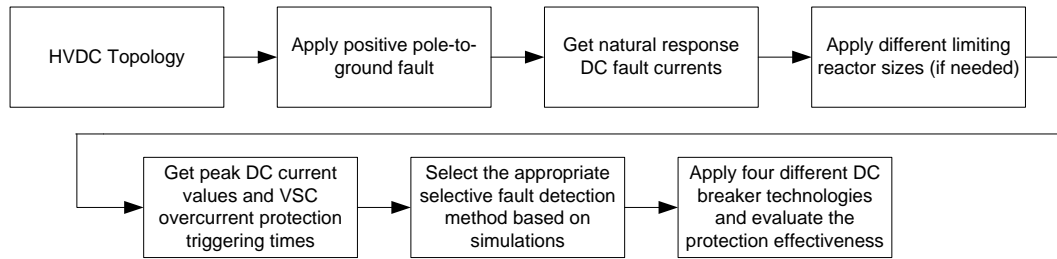 HVDC Topology
Apply positive pole-to-
ground fault
Get natural response
DC fault currents
Apply different limiting
reactor sizes (if needed)
Get peak DC current
values and VSC
overcurrent protection
triggering times
Select the appropriate
selective fault detection
method based on
simulations
Apply four different DC
breaker technologies
and evaluate the
protection effectiveness